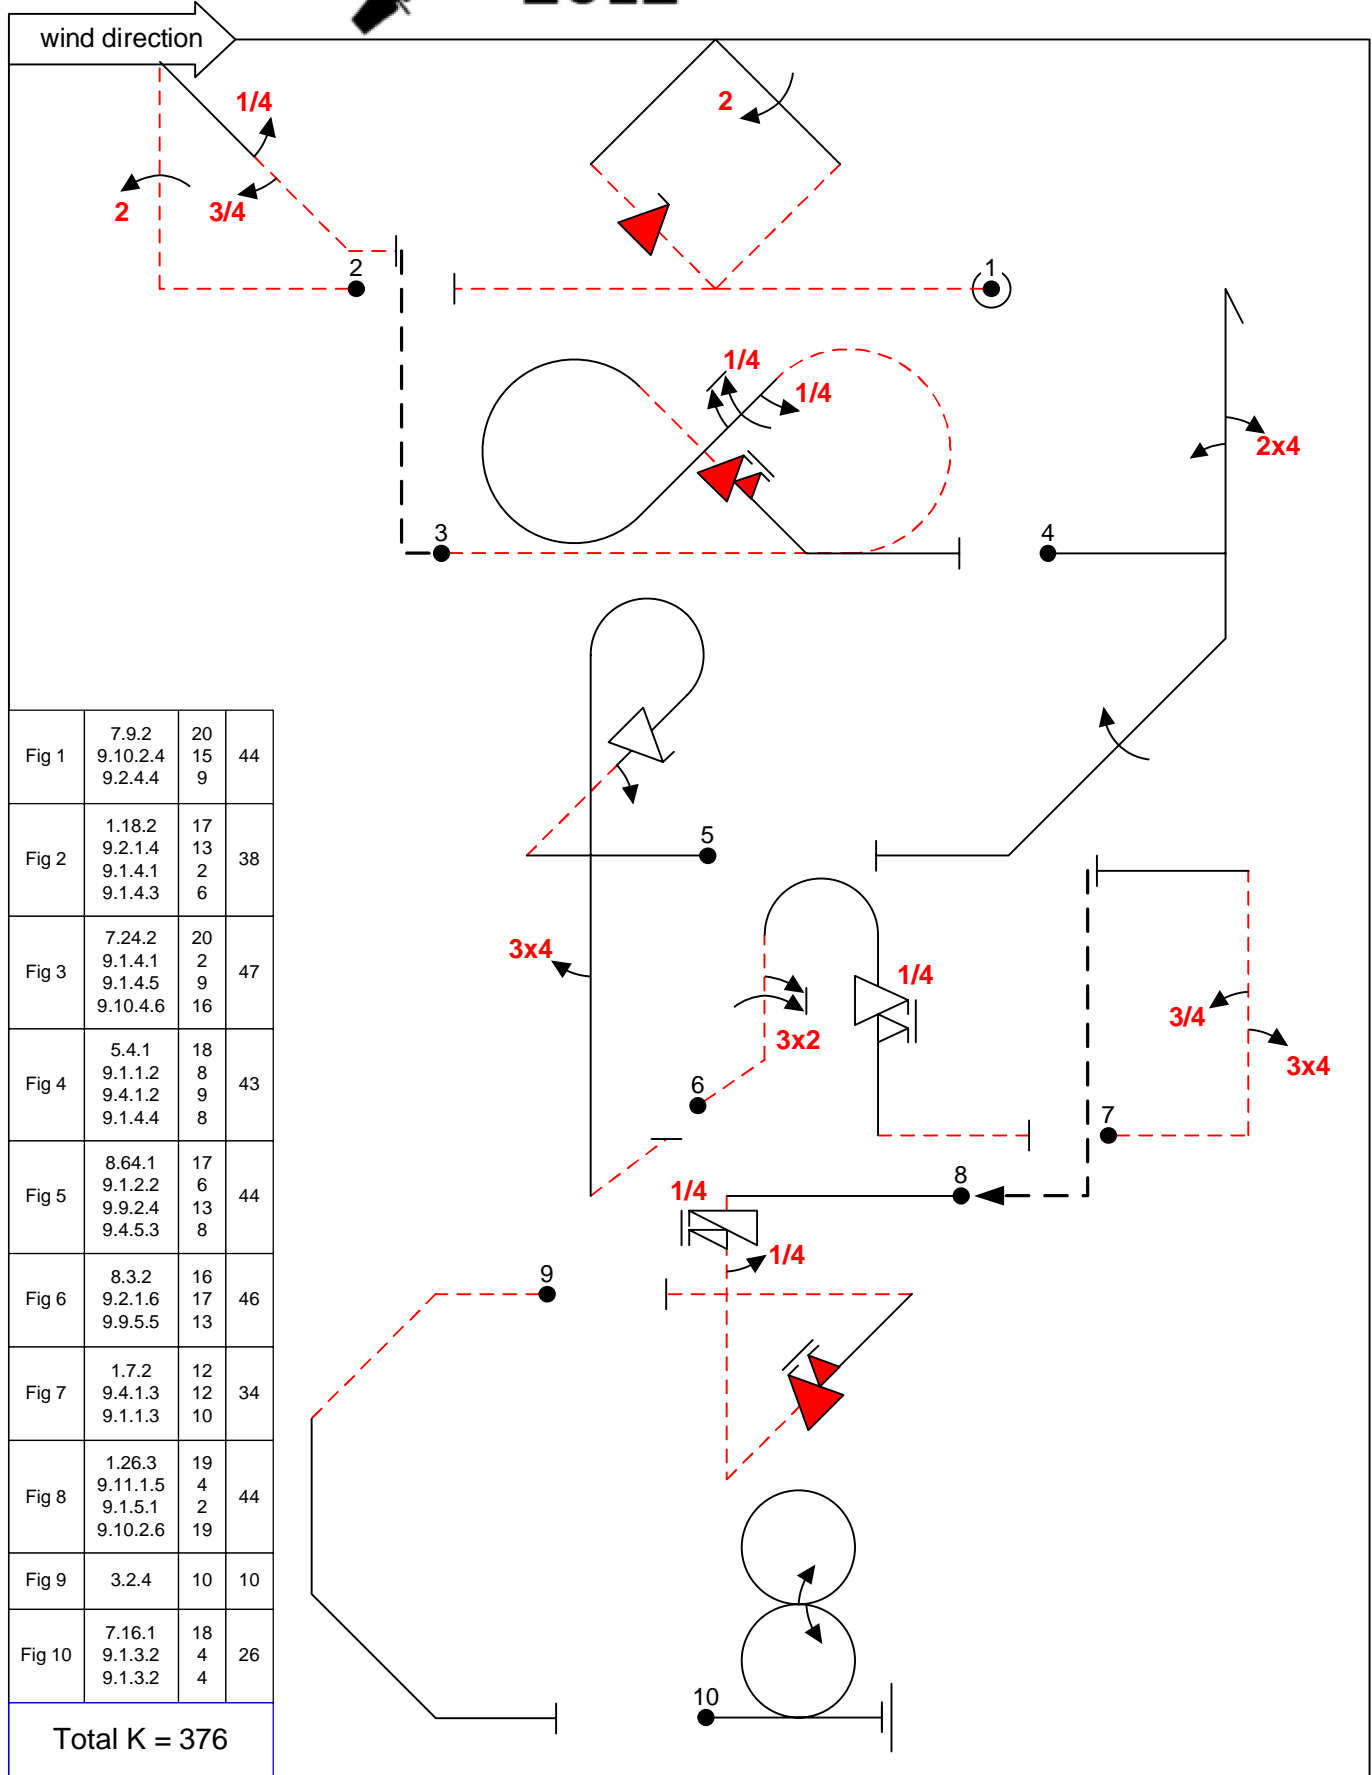 wind direction
1/4
2
3/4
2
2
1
1/4
1/4
3
4
2x4
5
3x4
1/4
3x2
6
3/4
3x4
7
8
1/4
1/4
9
10
Fig 1 7.9.2 20 44
9.10.2.4 15
9.2.4.4 9
Fig 2 1.18.2 17 38
9.2.1.4 13
9.1.4.1 2
9.1.4.3 6
Fig 3 7.24.2 20 47
9.1.4.1 2
9.1.4.5 9
9.10.4.6 16
Fig 4 5.4.1 18 43
9.1.1.2 8
9.4.1.2 9
9.1.4.4 8
Fig 5 8.64.1 17 44
9.1.2.2 6
9.9.2.4 13
9.4.5.3 8
Fig 6 8.3.2 16 46
9.2.1.6 17
9.9.5.5 13
Fig 7 1.7.2 12 34
9.4.1.3 12
9.1.1.3 10
Fig 8 1.26.3 19 44
9.11.1.5 4
9.1.5.1 2
9.10.2.6 19
Fig 9 3.2.4 10 10
Fig 10 7.16.1 18 26
9.1.3.2 4
9.1.3.2 4
Total K = 376